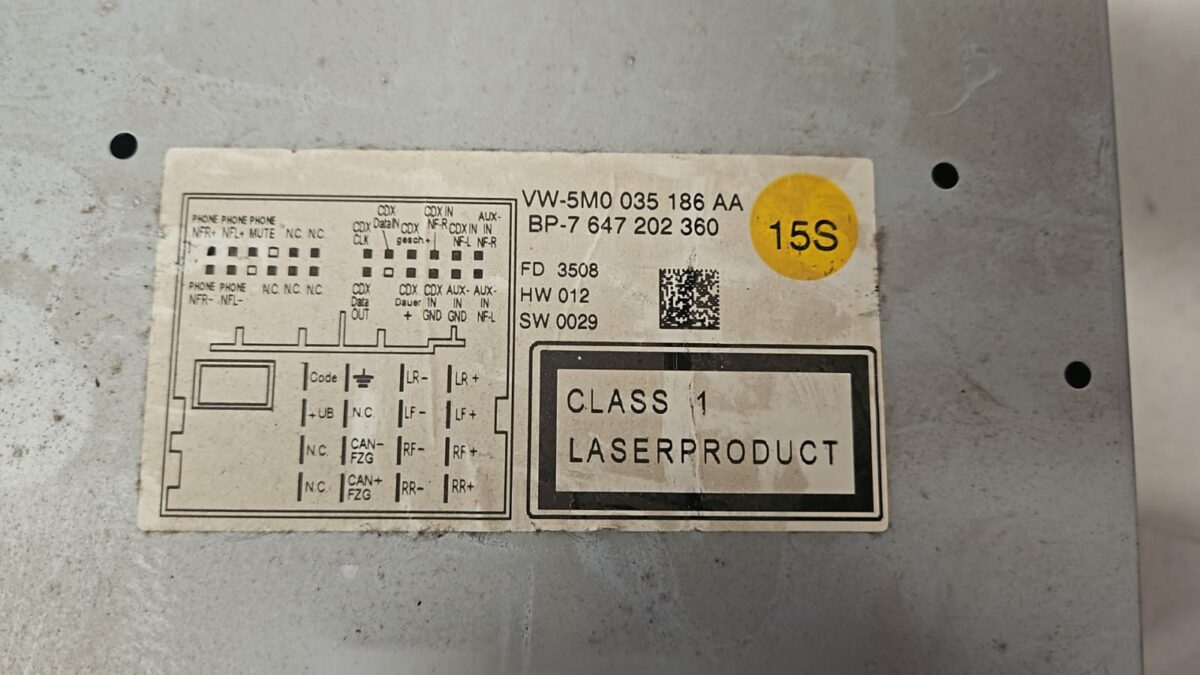 VW-5M0 035 186 AA
BP-7 647 202 360
15S
FD 3508
HW 012
SW 0029
CLASS 1
LASERPRODUCT
PHONE PHONE PHONE
NFR+ NFL+ MUTE N.C. N.C.
PHONE PHONE
NFR- NFL- N.C. N.C. N.C.
CDX
CLK
CDX
DataIN
CDX
gesch.+
CDX IN
NF-R
CDX IN
NF-L
AUX-
IN
NF-R
CDX
Data
OUT
CDX
Dauer
+
CDX
IN
GND
AUX-
IN
GND
AUX-
IN
NF-L
Code LR- LR+
+UB N.C. LF- LF+
N.C. CAN-
FZG RF- RF+
N.C. CAN+
FZG RR- RR+